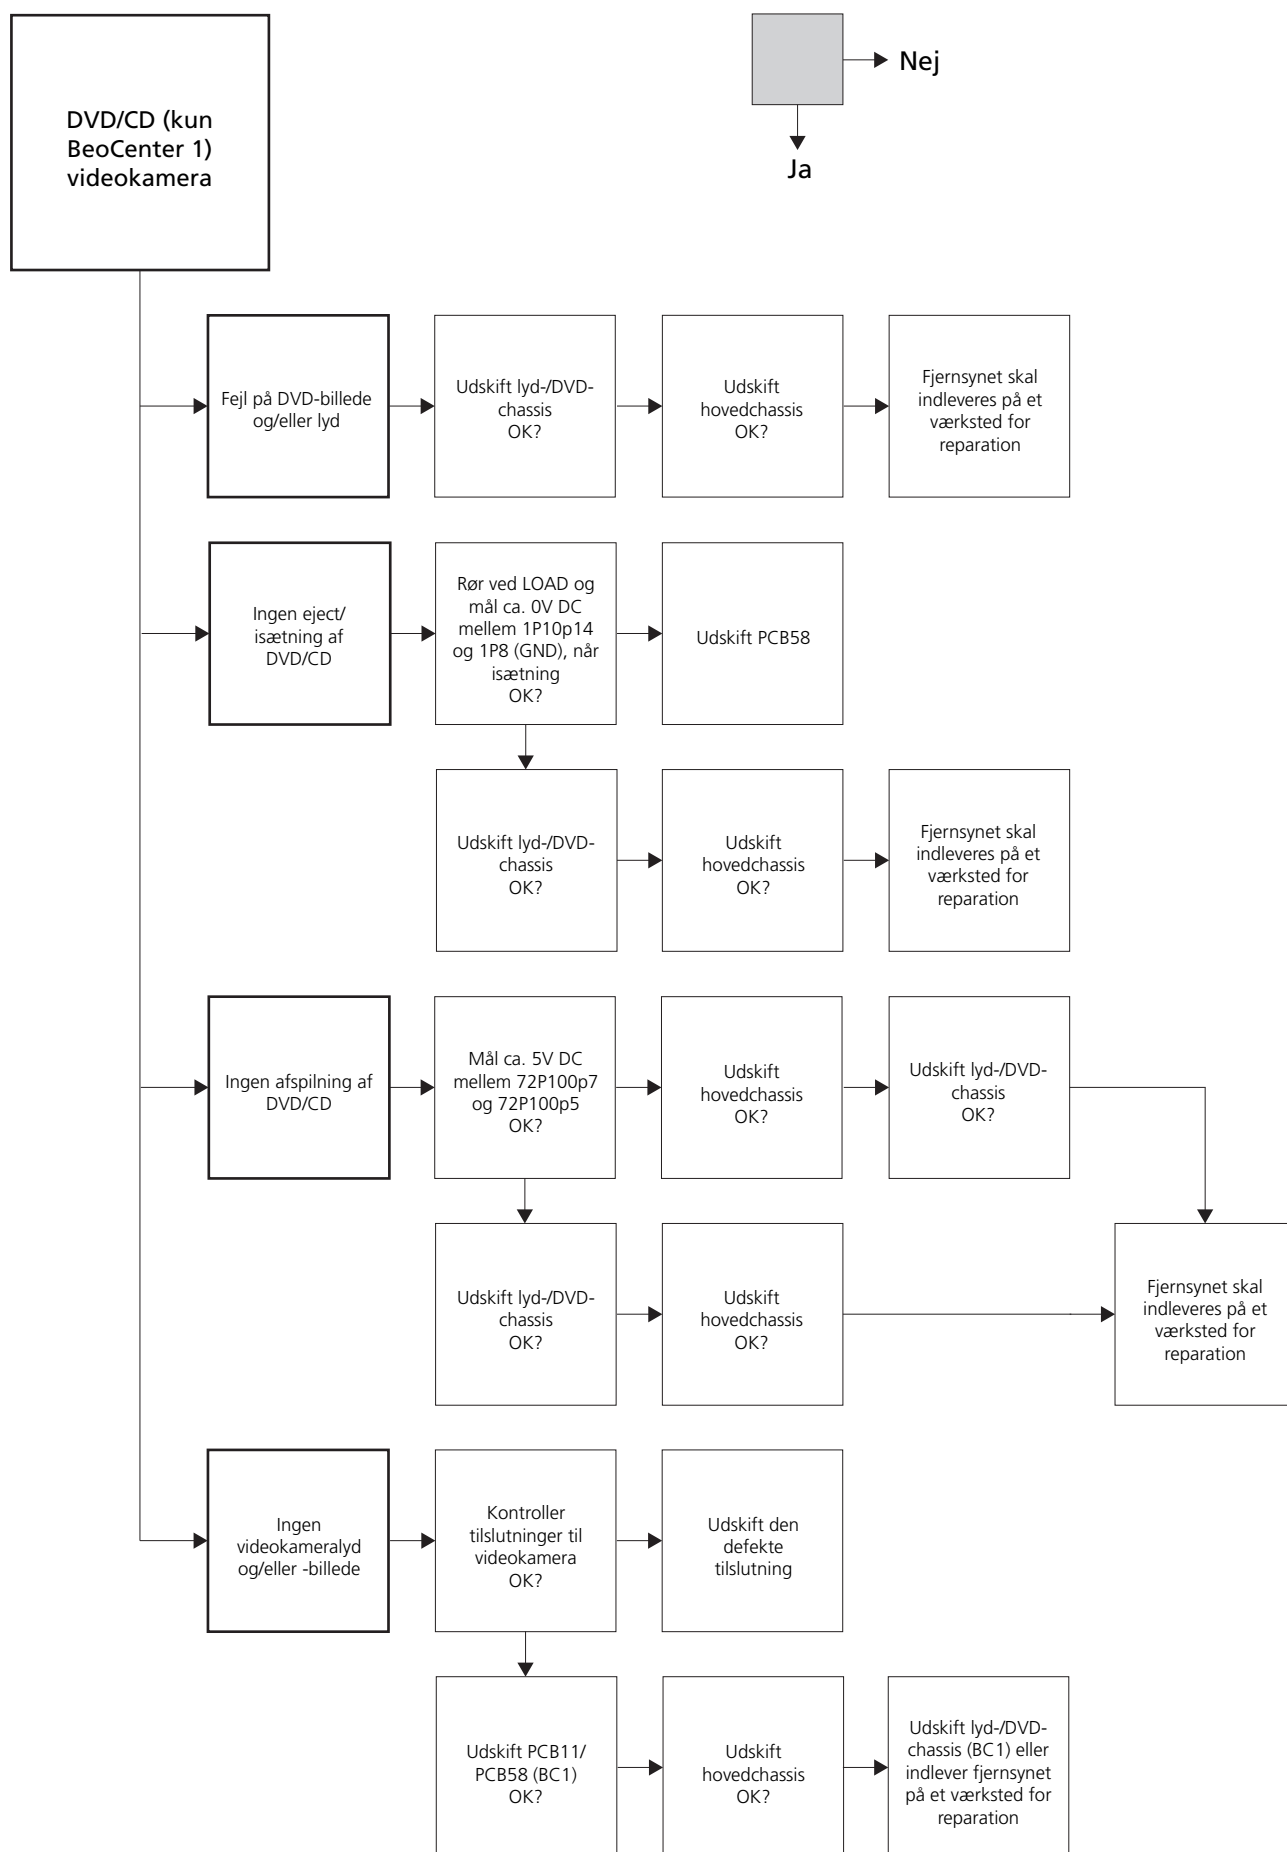 DVD/CD (kun
BeoCenter 1)
videokamera
Nej
Ja
Fejl på DVD-billede
og/eller lyd
Udskift lyd-/DVD-
chassis
OK?
Udskift
hovedchassis
OK?
Fjernsynet skal
indleveres på et
værksted for
reparation
Ingen eject/
isætning af
DVD/CD
Rør ved LOAD og
mål ca. 0V DC
mellem 1P10p14
og 1P8 (GND), når
isætning
OK?
Udskift PCB58
Udskift lyd-/DVD-
chassis
OK?
Udskift
hovedchassis
OK?
Fjernsynet skal
indleveres på et
værksted for
reparation
Ingen afspilning af
DVD/CD
Mål ca. 5V DC
mellem 72P100p7
og 72P100p5
OK?
Udskift
hovedchassis
OK?
Udskift lyd-/DVD-
chassis
OK?
Udskift lyd-/DVD-
chassis
OK?
Udskift
hovedchassis
OK?
Fjernsynet skal
indleveres på et
værksted for
reparation
Ingen
videokameralyd
og/eller -billede
Kontroller
tilslutninger til
videokamera
OK?
Udskift den
defekte
tilslutning
Udskift PCB11/
PCB58 (BC1)
OK?
Udskift
hovedchassis
OK?
Udskift lyd-/DVD-
chassis (BC1) eller
indlever fjernsynet
på et værksted for
reparation